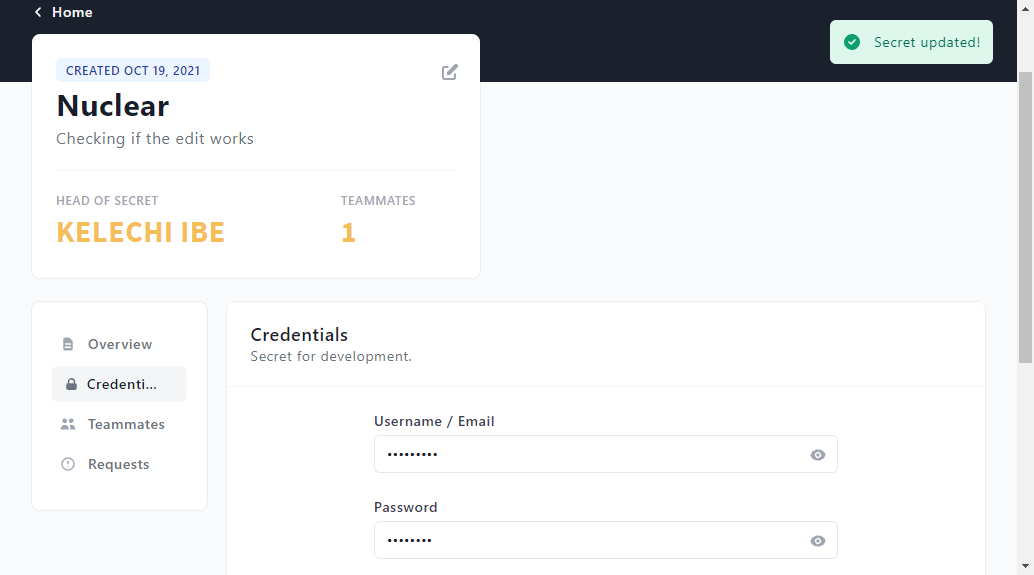 Home
Secret updated!
CREATED OCT 19, 2021
Nuclear
Checking if the edit works
HEAD OF SECRET
TEAMMATES
KELECHI IBE
1
Overview
Credenti...
Teammates
Requests
Credentials
Secret for development.
Username / Email
•••••••••
Password
••••••••